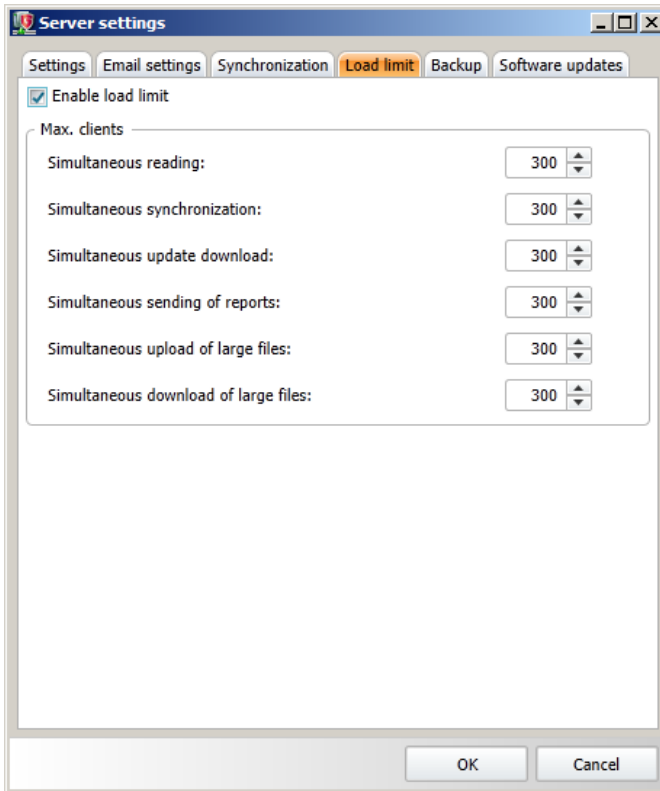 Server settings
Settings Email settings Synchronization Load limit Backup Software updates
Enable load limit
Max. clients
Simultaneous reading: 300
Simultaneous synchronization: 300
Simultaneous update download: 300
Simultaneous sending of reports: 300
Simultaneous upload of large files: 300
Simultaneous download of large files: 300
OK Cancel